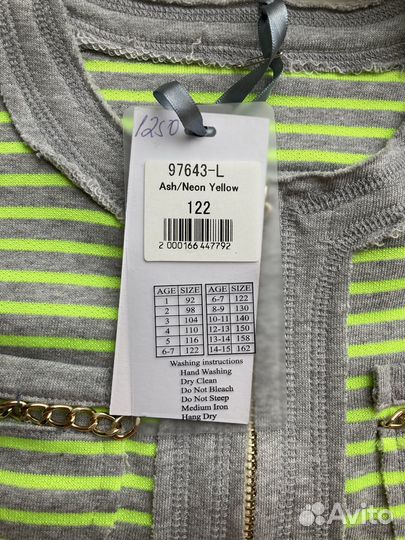 1250
97643-L
Ash/Neon Yellow
122
2 000166 447792
AGE SIZE AGE SIZE
1 92 6-7 122
2 98 8-9 130
3 104 10-11 140
4 110 12-13 150
5 116 13-14 158
6-7 122 14-15 162
Washing instructions
Hand Washing
Dry Clean
Do Not Bleach
Do Not Steep
Medium Iron
Hang Dry
Avito